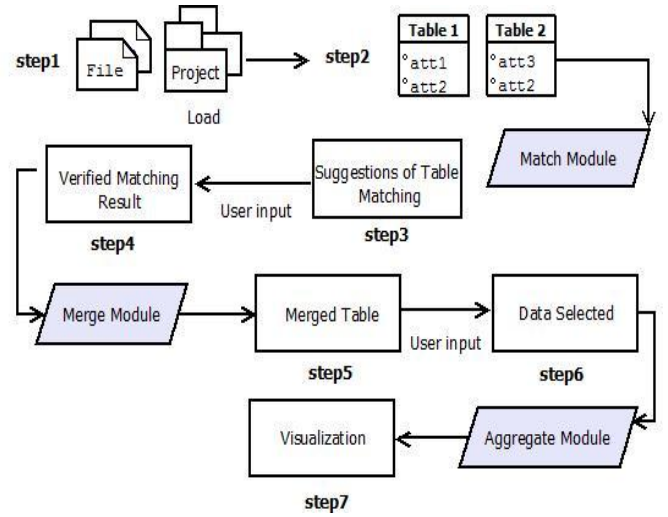 step1
File
Project
Load
step2
Table 1
°att1
°att2
Table 2
°att3
°att2
Match Module
Suggestions of Table
Matching
step3
User input
Verified Matching
Result
step4
Merge Module
Merged Table
step5
User input
Data Selected
step6
Aggregate Module
Visualization
step7